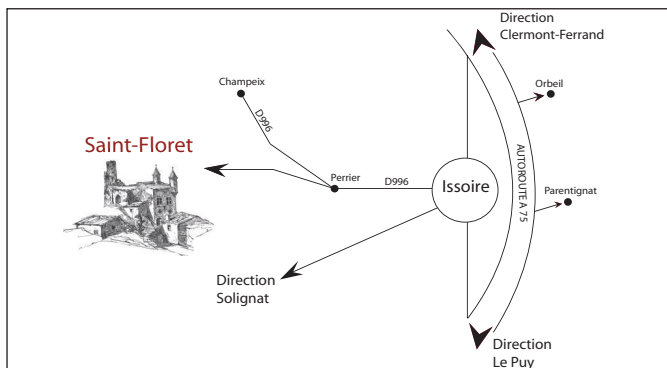 Direction
Clermont-Ferrand
Champeix
Orbeil
D996
Saint-Floret
AUTOROUTE A 75
Perrier
D996
Issoire
Parentignat
Direction
Solignat
Direction
Le Puy